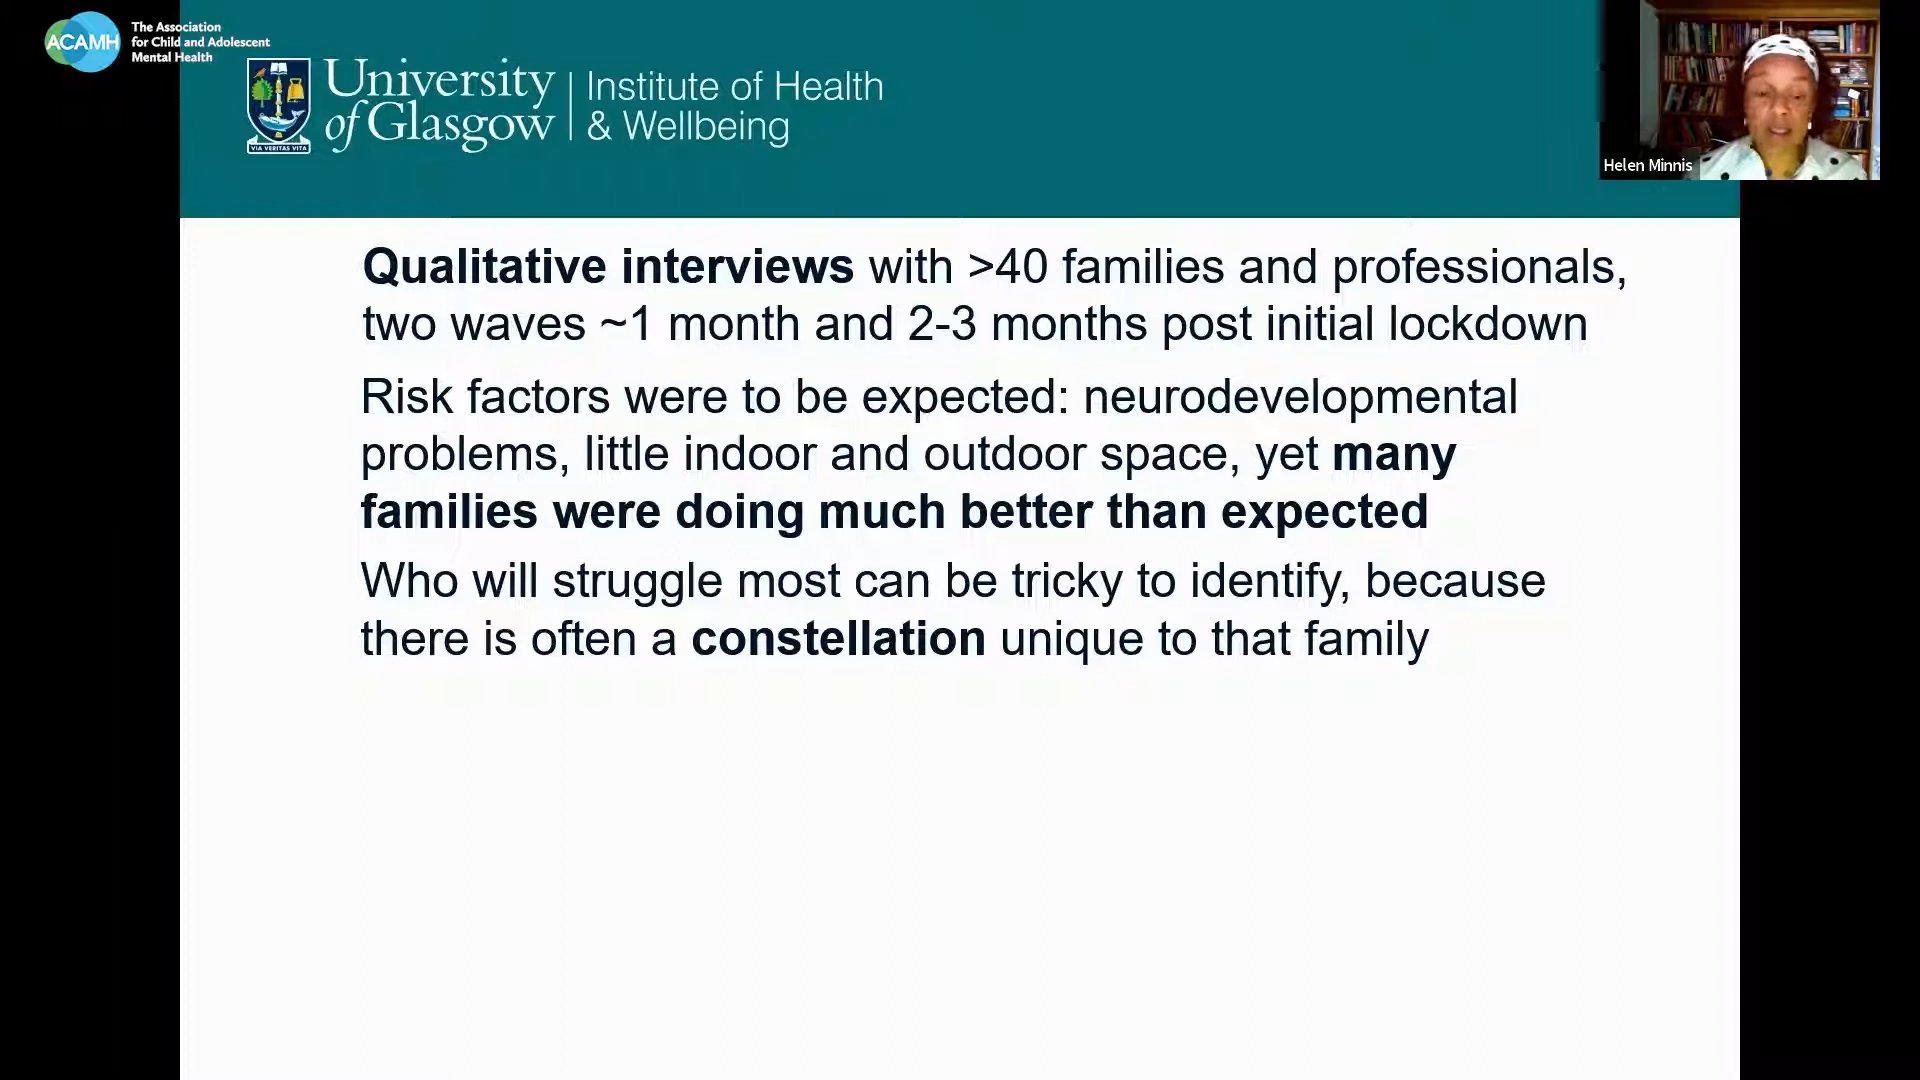 ACAMH
The Association
for Child and Adolescent
Mental Health
University
of Glasgow
Institute of Health
& Wellbeing
VIA VERITAS VITA
Helen Minnis
Qualitative interviews with >40 families and professionals,
two waves ~1 month and 2-3 months post initial lockdown
Risk factors were to be expected: neurodevelopmental
problems, little indoor and outdoor space, yet many
families were doing much better than expected
Who will struggle most can be tricky to identify, because
there is often a constellation unique to that family